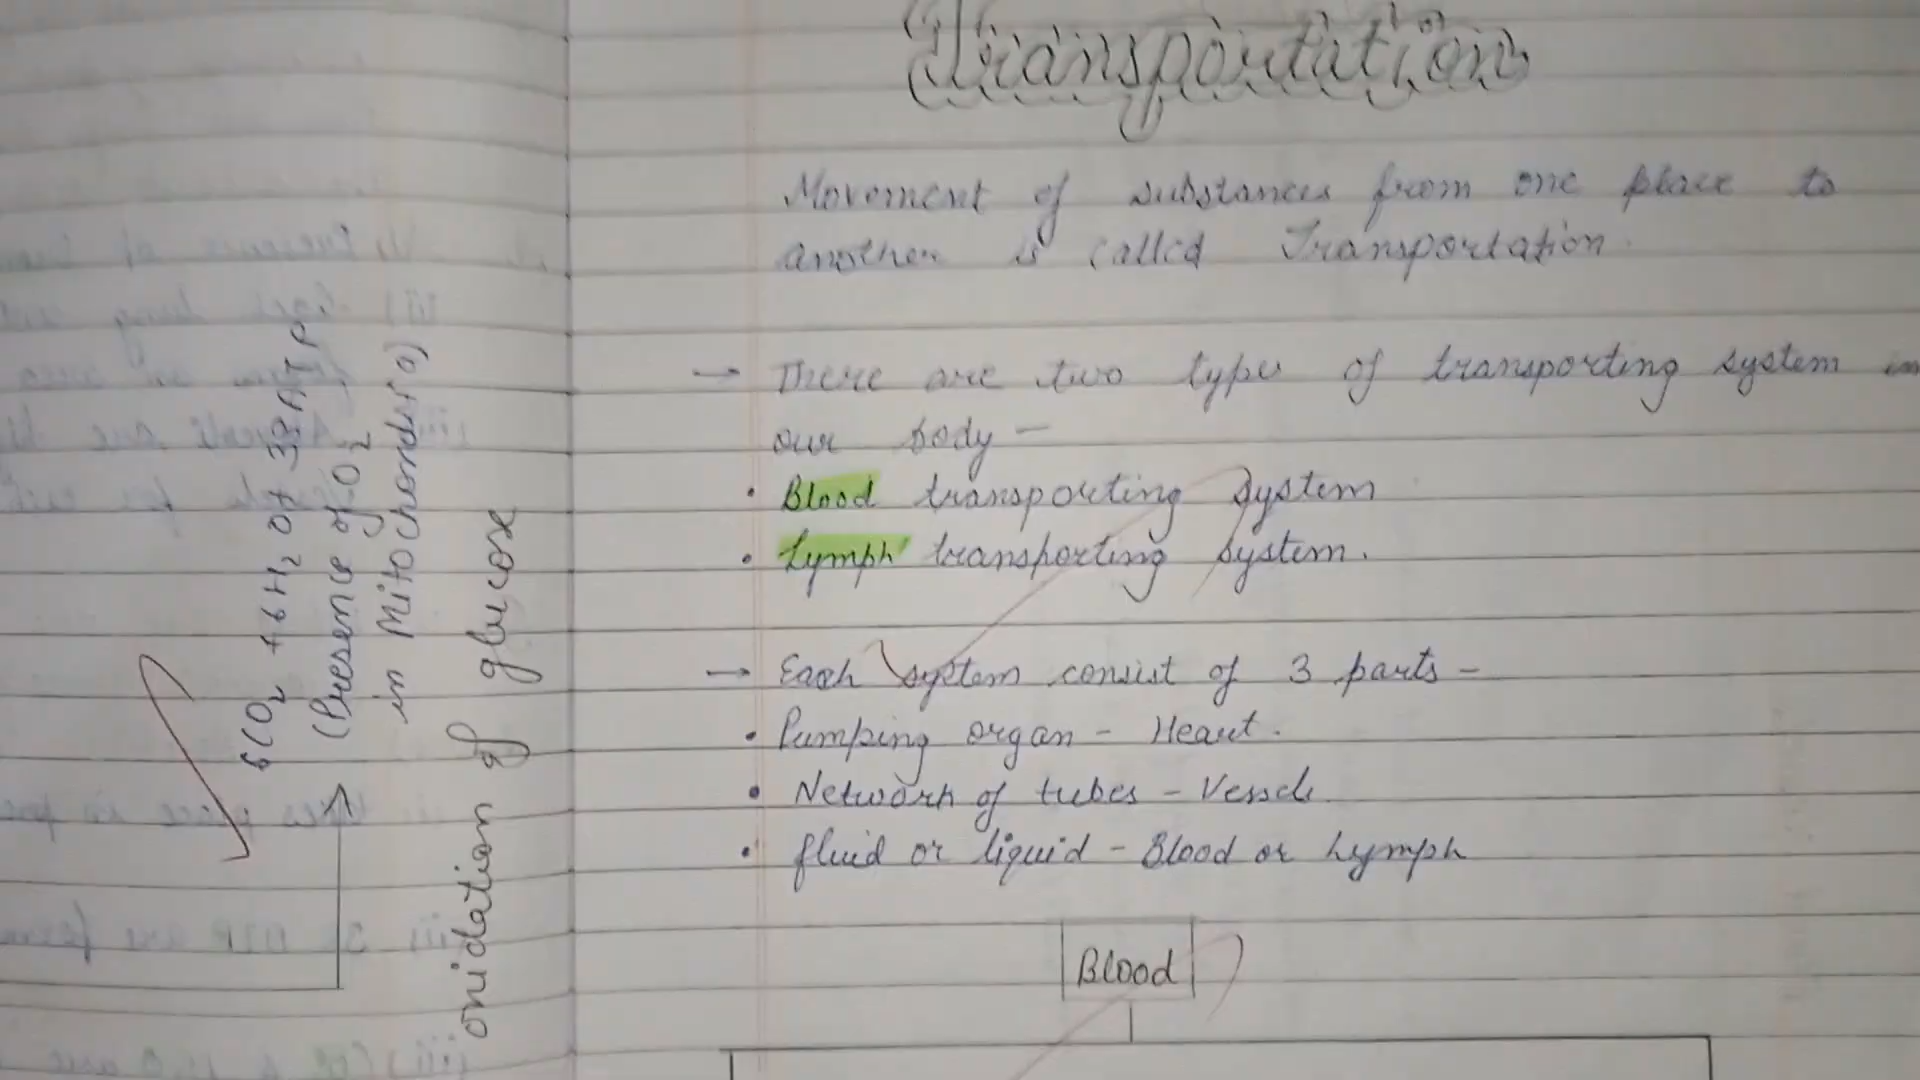 Transportation
Movement of substances from one place to
another is called Transportation.
→ There are two types of transporting system in
our body -
• Blood transporting system
• Lymph transporting system.
→ Each system consist of 3 parts -
• Pumping organ - Heart.
• Network of tubes - Vessels
• fluid or liquid - Blood or Lymph
Blood
6CO2 + 6H2O + 38ATP
(Presence of O2
in Mitochondria)
oxidation of glucose